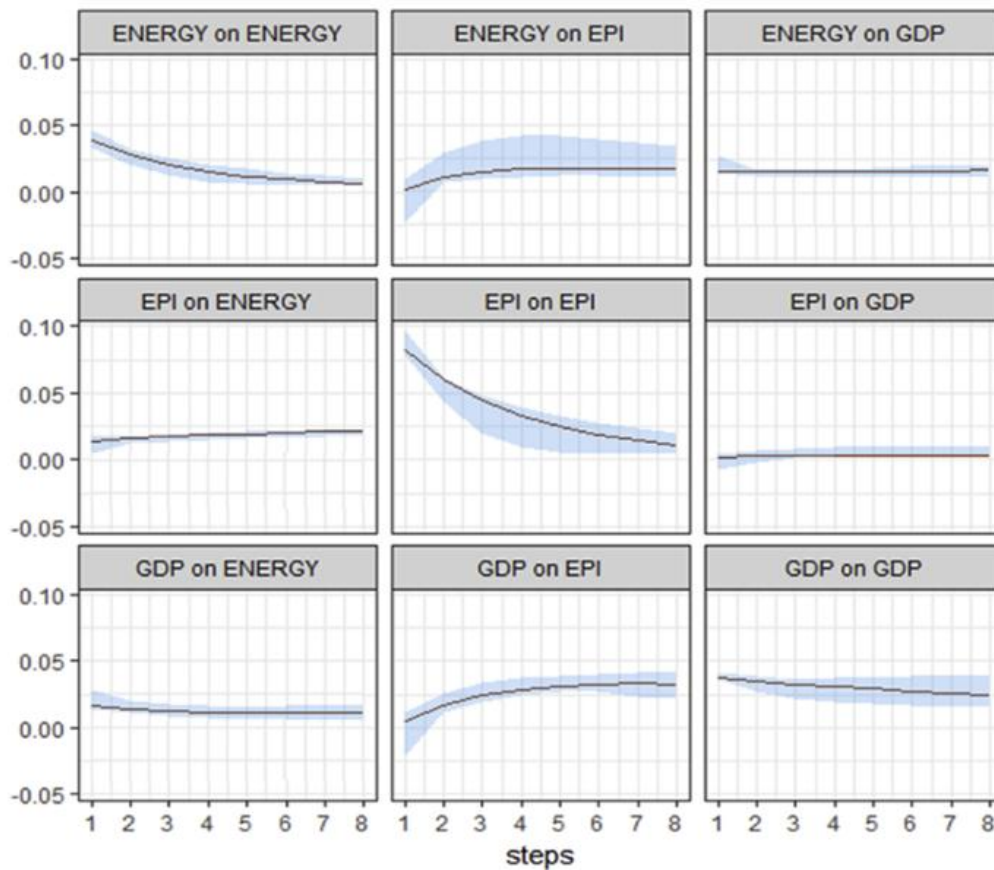 ENERGY on ENERGY ENERGY on EPI ENERGY on GDP
0.10
0.05
0.00
-0.05
EPI on ENERGY EPI on EPI EPI on GDP
0.10
0.05
0.00
-0.05
GDP on ENERGY GDP on EPI GDP on GDP
0.10
0.05
0.00
-0.05
1 2 3 4 5 6 7 8 1 2 3 4 5 6 7 8 1 2 3 4 5 6 7 8
steps